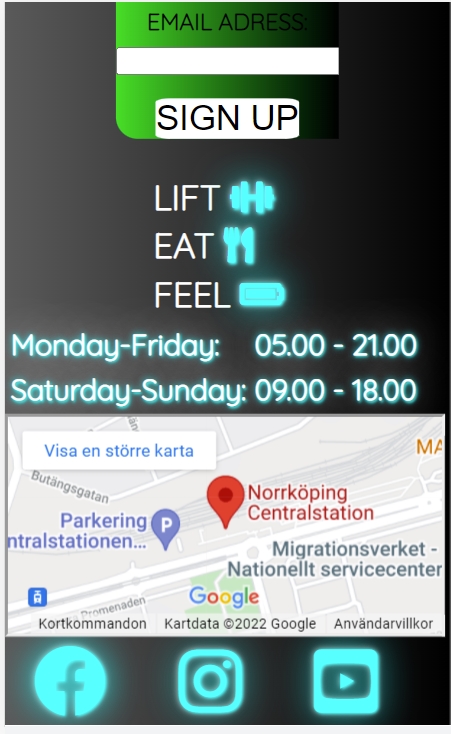 EMAIL ADRESS:
SIGN UP
LIFT
EAT
FEEL
Monday-Friday: 05.00 - 21.00
Saturday-Sunday: 09.00 - 18.00
Visa en större karta
MA
Butängsgatan
Norrköping
Centralstation
Parkering
ntralstationen...
P
Migrationsverket -
Nationellt servicecenter
Google
Promenaden
Kortkommandon Kartdata ©2022 Google Användarvillkor